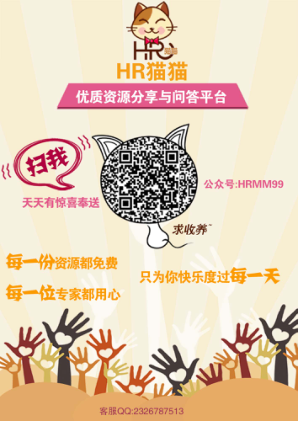 HR
HR猫猫
优质资源分享与问答平台
扫我
天天有惊喜奉送
公众号:HRMM99
求收养~
每一份资源都免费
每一位专家都用心
只为你快乐度过每一天
客服QQ:2326787513